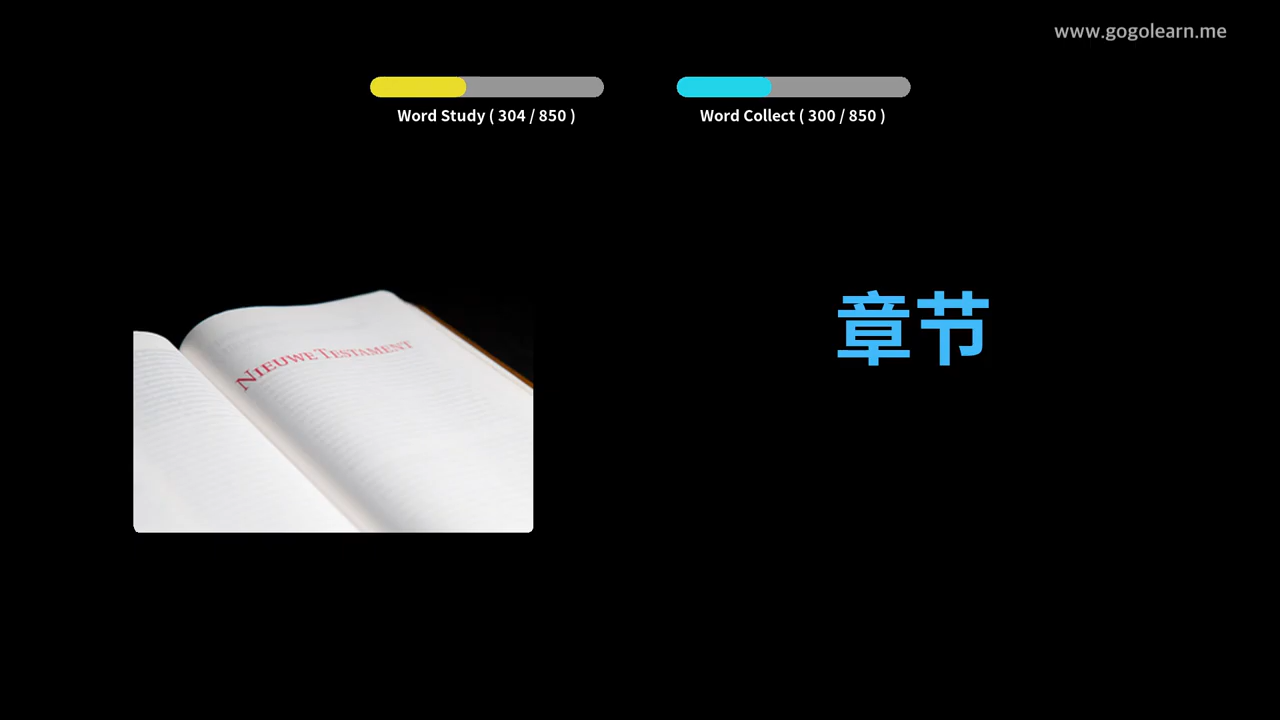 www.gogolearn.me
Word Study ( 304 / 850 )
Word Collect ( 300 / 850 )
NIEUWE TESTAMENT
章节